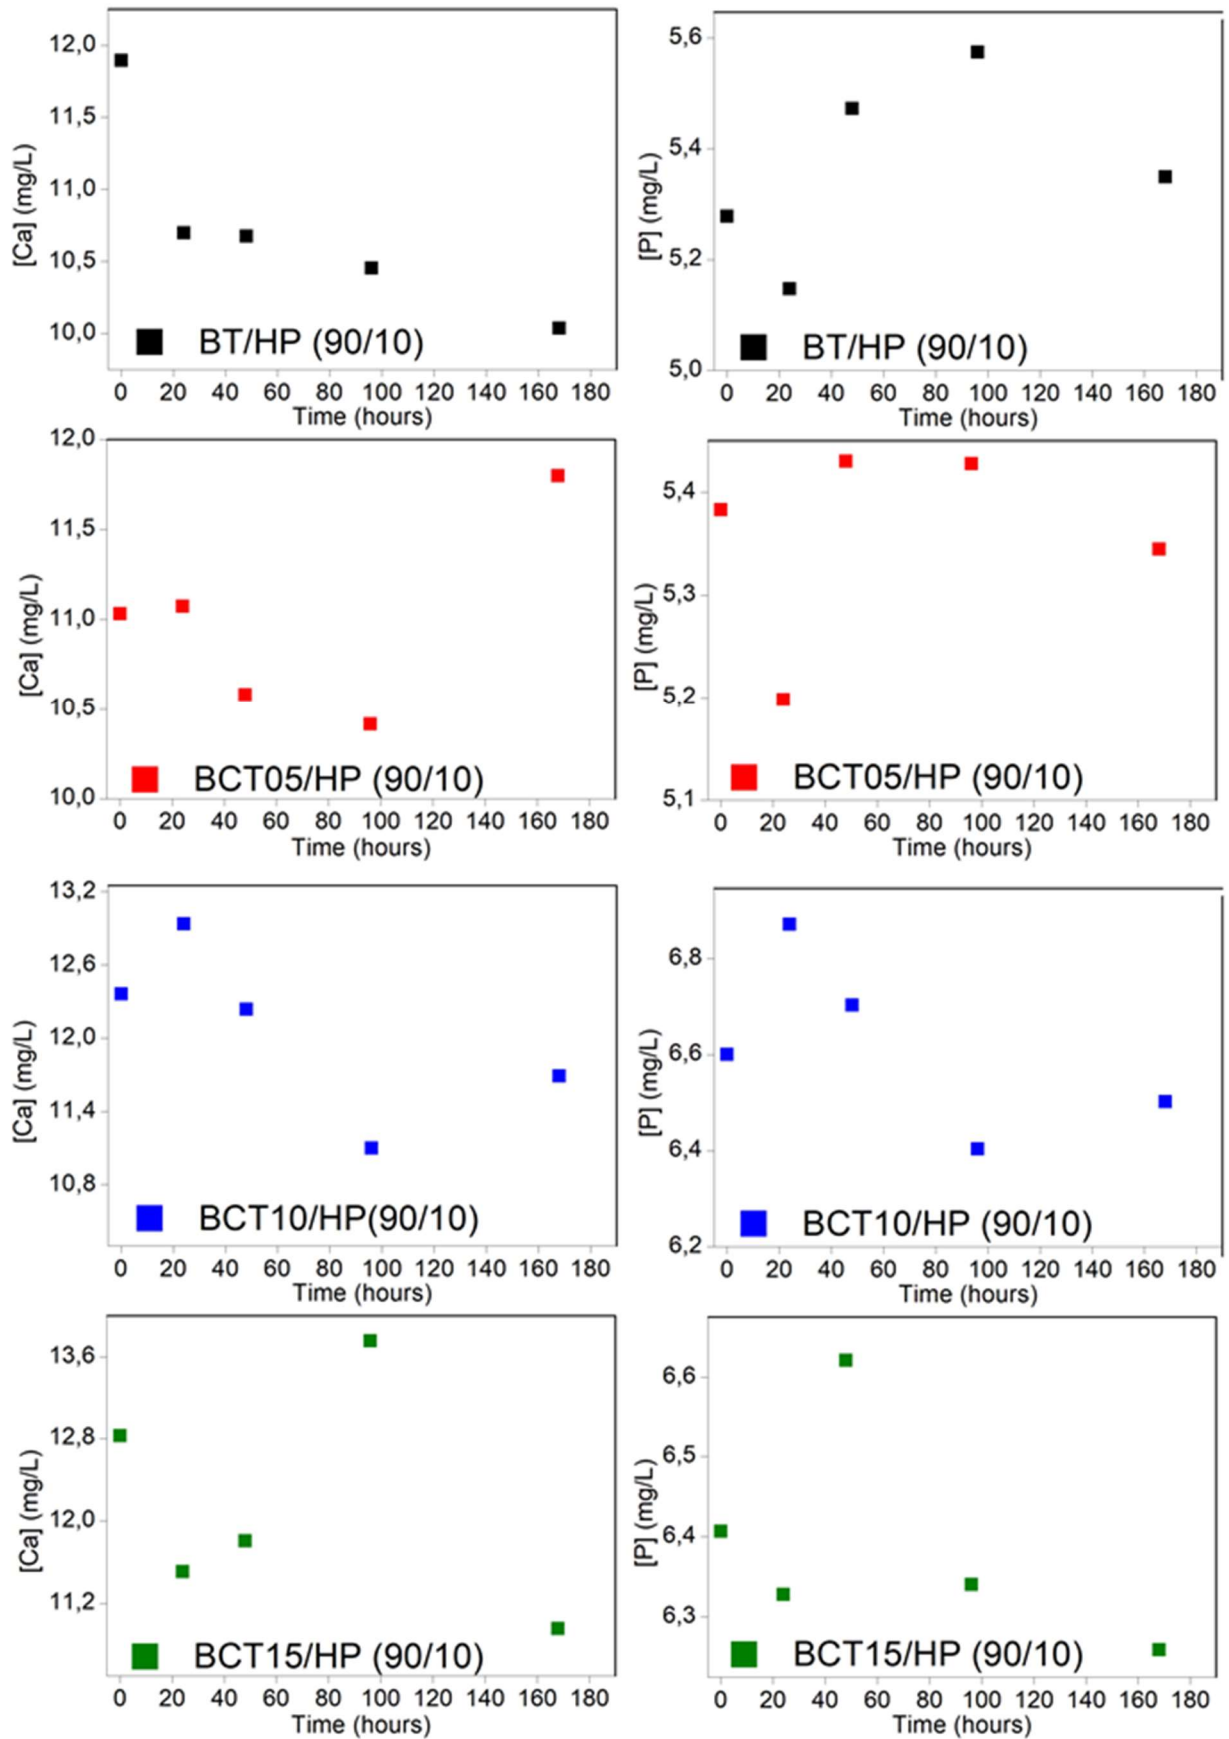 12,0
11,5
11,0
10,5
10,0
[Ca] (mg/L)
BT/HP (90/10)
0 20 40 60 80 100 120 140 160 180
Time (hours)
5,6
5,4
5,2
5,0
[P] (mg/L)
BT/HP (90/10)
0 20 40 60 80 100 120 140 160 180
Time (hours)
12,0
11,5
11,0
10,5
10,0
[Ca] (mg/L)
BCT05/HP (90/10)
0 20 40 60 80 100 120 140 160 180
Time (hours)
5,4
5,3
5,2
5,1
[P] (mg/L)
BCT05/HP (90/10)
0 20 40 60 80 100 120 140 160 180
Time (hours)
13,2
12,6
12,0
11,4
10,8
[Ca] (mg/L)
BCT10/HP(90/10)
0 20 40 60 80 100 120 140 160 180
Time (hours)
6,8
6,6
6,4
6,2
[P] (mg/L)
BCT10/HP (90/10)
0 20 40 60 80 100 120 140 160 180
Time (hours)
13,6
12,8
12,0
11,2
[Ca] (mg/L)
BCT15/HP (90/10)
0 20 40 60 80 100 120 140 160 180
Time (hours)
6,6
6,5
6,4
6,3
[P] (mg/L)
BCT15/HP (90/10)
0 20 40 60 80 100 120 140 160 180
Time (hours)